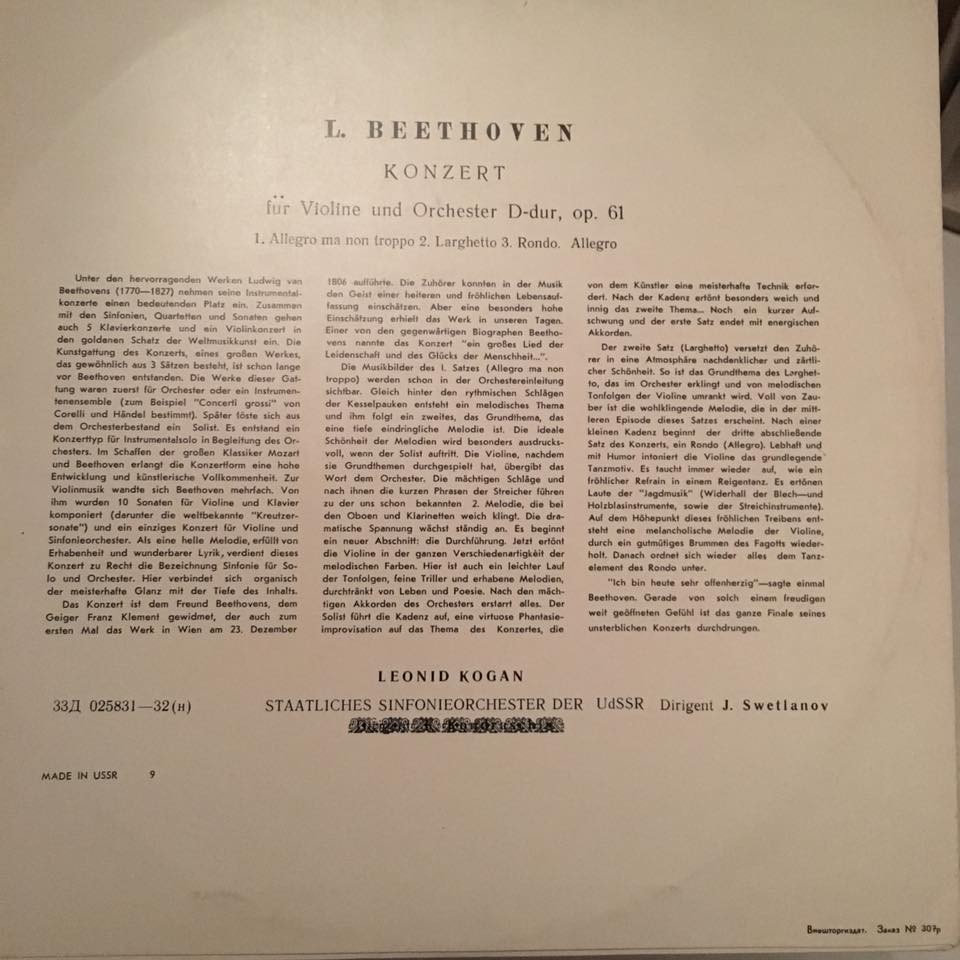 L. BEETHOVEN
KONZERT
für Violine und Orchester D-dur, op. 61
1. Allegro ma non troppo 2. Larghetto 3. Rondo. Allegro
Unter den hervorragenden Werken Ludwig van
Beethovens (1770—1827) nehmen seine Instrumental-
konzerte einen bedeutenden Platz ein. Zusammen
mit den Sinfonien, Quartetten und Sonaten gehen
auch 5 Klavierkonzerte und ein Violinkonzert in
den goldenen Schatz der Weltmusikkunst ein. Die
Kunstgattung des Konzerts, eines großen Werkes,
das gewöhnlich aus 3 Sätzen besteht, ist schon lange
vor Beethoven entstanden. Die Werke dieser Gat-
tung waren zuerst für Orchester oder ein Instrumen-
tenensemble (zum Beispiel "Concerti grossi" von
Corelli und Händel bestimmt). Später löste sich aus
dem Orchesterbestand ein Solist. Es entstand ein
Konzerttyp für Instrumentalsolo in Begleitung des Or-
chesters. Im Schaffen der großen Klassiker Mozart
und Beethoven erlangt die Konzertform eine hohe
Entwicklung und künstlerische Vollkommenheit. Zur
Violinmusik wandte sich Beethoven mehrfach. Von
ihm wurden 10 Sonaten für Violine und Klavier
komponiert (darunter die weltbekannte "Kreutzer-
sonate") und ein einziges Konzert für Violine und
Sinfonieorchester. Als eine helle Melodie, erfüllt von
Erhabenheit und wunderbarer Lyrik, verdient dieses
Konzert zu Recht die Bezeichnung Sinfonie für So-
lo und Orchester. Hier verbindet sich organisch
der meisterhafte Glanz mit der Tiefe des Inhalts.
Das Konzert ist dem Freund Beethovens, dem
Geiger Franz Klement gewidmet, der auch zum
ersten Mal das Werk in Wien am 23. Dezember
1806 aufführte. Die Zuhörer konnten in der Musik
den Geist einer heiteren und fröhlichen Lebensauf-
fassung einschätzen. Aber eine besonders hohe
Einschätzung erhielt das Werk in unseren Tagen.
Einer von den gegenwärtigen Biographen Beetho-
vens nannte das Konzert "ein großes Lied der
Leidenschaft und des Glücks der Menschheit...".
Die Musikbilder des I. Satzes (Allegro ma non
troppo) werden schon in der Orchestereinleitung
sichtbar. Gleich hinter den rythmischen Schlägen
der Kesselpauken entsteht ein melodisches Thema
und ihm folgt ein zweites, das Grundthema, das
eine tiefe eindringliche Melodie ist. Die ideale
Schönheit der Melodien wird besonders ausdrucks-
voll, wenn der Solist auftritt. Die Violine, nachdem
sie Grundthemen durchgespielt hat, übergibt das
Wort dem Orchester. Die mächtigen Schläge und
nach ihnen die kurzen Phrasen der Streicher führen
zu der uns schon bekannten 2. Melodie, die bei
den Oboen und Klarinetten weich klingt. Die dra-
matische Spannung wächst ständig an. Es beginnt
ein neuer Abschnitt: die Durchführung. Jetzt ertönt
die Violine in der ganzen Verschiedenartigkeit der
melodischen Farben. Hier ist auch ein leichter Lauf
der Tonfolgen, feine Triller und erhabene Melodien,
durchtränkt von Leben und Poesie. Nach den mäch-
tigen Akkorden des Orchesters erstarrt alles. Der
Solist führt die Kadenz auf, eine virtuose Phantasie-
improvisation auf das Thema des Konzertes, die
von dem Künstler eine meisterhafte Technik erfor-
dert. Nach der Kadenz ertönt besonders weich und
innig das zweite Thema... Noch ein kurzer Auf-
schwung und der erste Satz endet mit energischen
Akkorden.
Der zweite Satz (Larghetto) versetzt den Zuhö-
rer in eine Atmosphäre nachdenklicher und zärtli-
cher Schönheit. So ist das Grundthema des Larghet-
to, das im Orchester erklingt und von melodischen
Tonfolgen der Violine umrankt wird. Voll von Zau-
ber ist die wohlklingende Melodie, die in der mitt-
leren Episode dieses Satzes erscheint. Nach einer
kleinen Kadenz beginnt der dritte abschließende
Satz des Konzerts, ein Rondo (Allegro). Lebhaft und
mit Humor intoniert die Violine das grundlegende
Tanzmotiv. Es taucht immer wieder auf, wie ein
fröhlicher Refrain in einem Reigentanz. Es ertönen
Laute der "Jagdmusik" (Widerhall der Blech—und
Holzblasinstrumente, sowie der Streichinstrumente).
Auf dem Höhepunkt dieses fröhlichen Treibens ent-
steht eine melancholische Melodie der Violine,
durch ein gutmütiges Brummen des Fagotts wieder-
holt. Danach ordnet sich wieder alles dem Tanz-
element des Rondo unter.
"Ich bin heute sehr offenherzig"—sagte einmal
Beethoven. Gerade von solch einem freudigen
weit geöffneten Gefühl ist das ganze Finale seines
unsterblichen Konzerts durchdrungen.
LEONID KOGAN
33Д 025831—32(н) STAATLICHES SINFONIEORCHESTER DER UdSSR Dirigent J. Swetlanov
MADE IN USSR 9
Внешторгиздат. Заказ № 307р